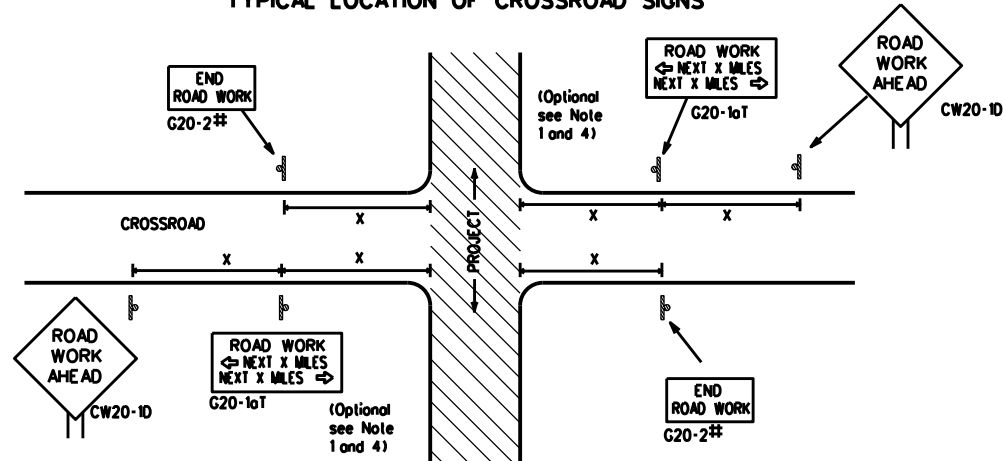 TYPICAL LOCATION OF CROSSROAD SIGNS
END
ROAD WORK
G20-2#
(Optional
see Note
1 and 4)
ROAD WORK
⇦ NEXT X MILES
NEXT X MILES ⇨
G20-1aT
ROAD
WORK
AHEAD
CW20-1D
X
X
X
CROSSROAD
PROJECT
X
X
X
ROAD
WORK
AHEAD
CW20-1D
ROAD WORK
⇦ NEXT X MILES
NEXT X MILES ⇨
G20-1aT
(Optional
see Note
1 and 4)
END
ROAD WORK
G20-2#